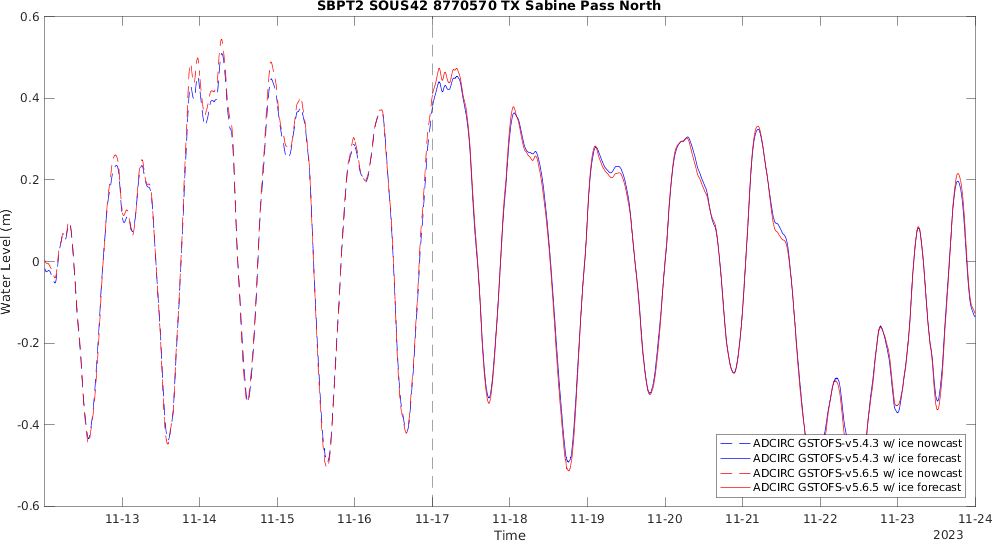 SBPT2 SOUS42 8770570 TX Sabine Pass North
Water Level (m)
0.6
0.4
0.2
0
-0.2
-0.4
-0.6
11-13
11-14
11-15
11-16
11-17
11-18
11-19
11-20
11-21
11-22
11-23
11-24
Time
2023
ADCIRC GSTOFS-v5.4.3 w/ ice nowcast
ADCIRC GSTOFS-v5.4.3 w/ ice forecast
ADCIRC GSTOFS-v5.6.5 w/ ice nowcast
ADCIRC GSTOFS-v5.6.5 w/ ice forecast